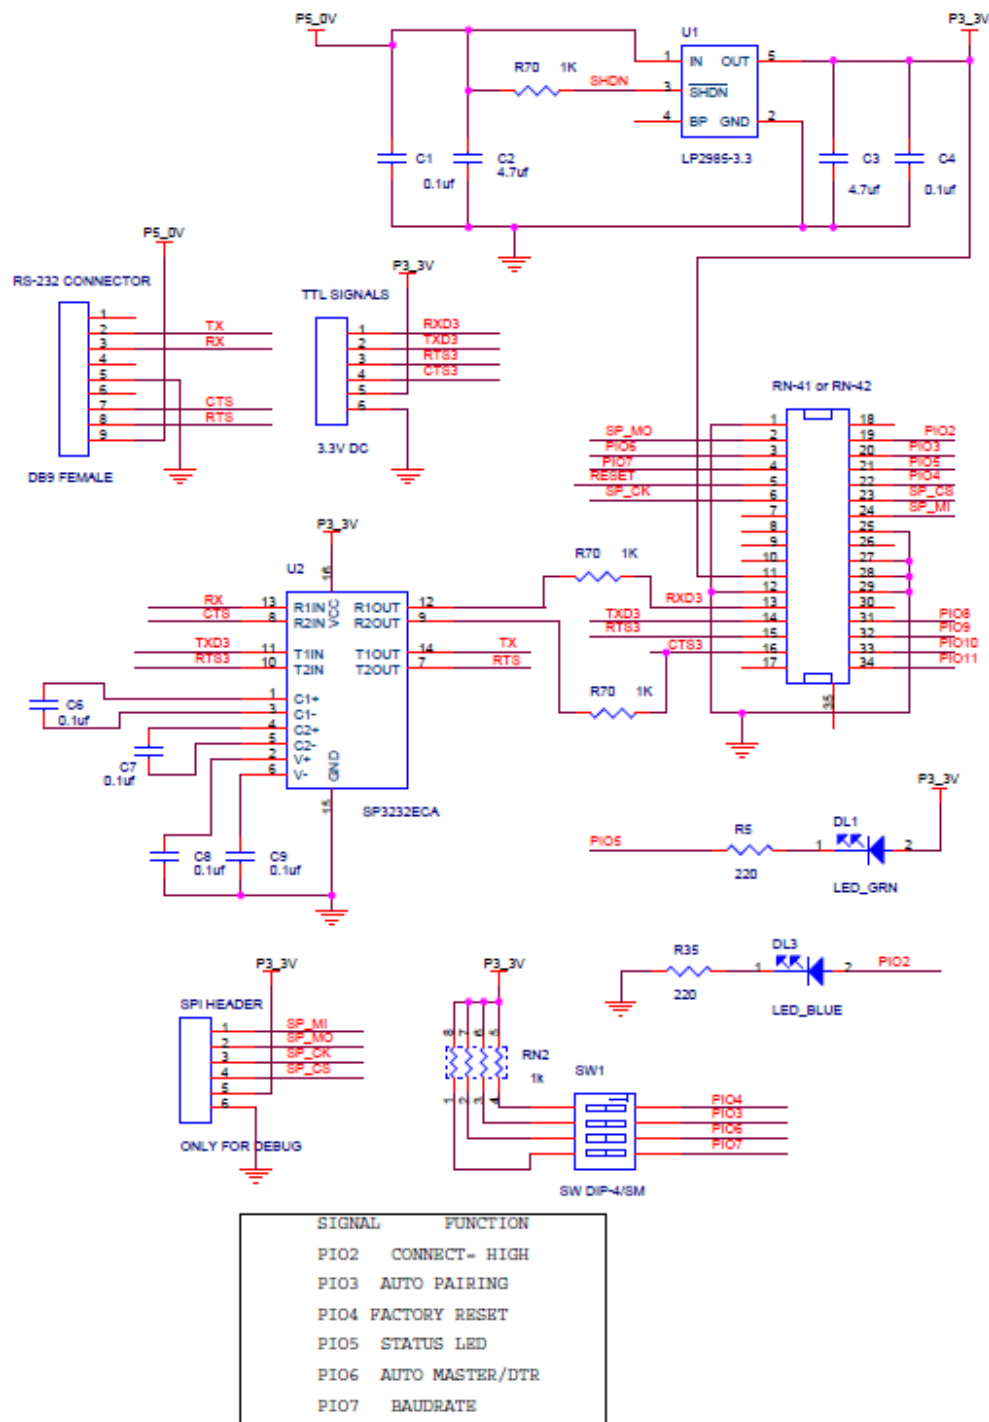 P5_0V
P3_3V
U1
R70 1K
SHDN
1 IN OUT 5
3 SHDN
4 BP GND 2
LP2985-3.3
C1
0.1uf
C2
4.7uf
C3
4.7uf
C4
0.1uf
P5_0V
RS-232 CONNECTOR
1
2 TX
3 RX
4
5
6
7 CTS
8 RTS
9
DB9 FEMALE
P3_3V
TTL SIGNALS
1 RXD3
2 TXD3
3 RTS3
4 CTS3
5
6
3.3V DC
RN-41 or RN-42
1 18
SP_MO 2 19 PIO2
PIO6 3 20 PIO3
PIO7 4 21 PIO5
RESET 5 22 PIO4
SP_CK 6 23 SP_CS
7 24 SP_MI
8 25
9 26
10 27
11 28
12 29
RXD3 13 30
TXD3 14 31 PIO8
RTS3 15 32 PIO9
CTS3 16 33 PIO10
17 34 PIO11
35
R70 1K
R70 1K
P3_3V
U2
16
RX 13 R1IN VCC R1OUT 12
CTS 8 R2IN R2OUT 9
TXD3 11 T1IN T1OUT 14 TX
RTS3 10 T2IN T2OUT 7 RTS
1 C1+
3 C1-
4 C2+
5 C2-
2 V+
6 V-
GND
15
SP3232ECA
C6
0.1uf
C7
0.1uf
C8
0.1uf
C9
0.1uf
P3_3V
PIO5
R5
220
DL1
1 2
LED_GRN
R35
220
DL3
1 2
PIO2
LED_BLUE
P3_3V
SPI HEADER
1 SP_MI
2 SP_MO
3 SP_CK
4 SP_CS
5
6
ONLY FOR DEBUG
P3_3V
8 7 6 5
RN2
1k
1 2 3 4
SW1
PIO4
PIO3
PIO6
PIO7
SW DIP-4/SM
SIGNAL FUNCTION
PIO2 CONNECT- HIGH
PIO3 AUTO PAIRING
PIO4 FACTORY RESET
PIO5 STATUS LED
PIO6 AUTO MASTER/DTR
PIO7 BAUDRATE